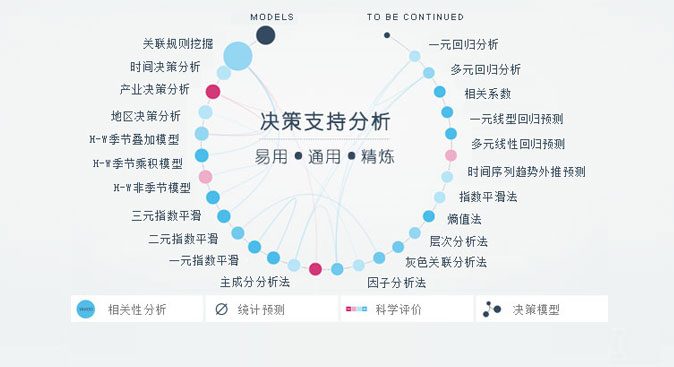 MODELS
TO BE CONTINUED
关联规则挖掘
时间决策分析
产业决策分析
地区决策分析
H-W季节叠加模型
H-W季节乘积模型
H-W非季节模型
三元指数平滑
二元指数平滑
一元指数平滑
主成分分析法
决策支持分析
易用●通用●精炼
一元回归分析
多元回归分析
相关系数
一元线型回归预测
多元线性回归预测
时间序列趋势外推预测
指数平滑法
熵值法
层次分析法
灰色关联分析法
因子分析法
相关性分析
统计预测
科学评价
决策模型